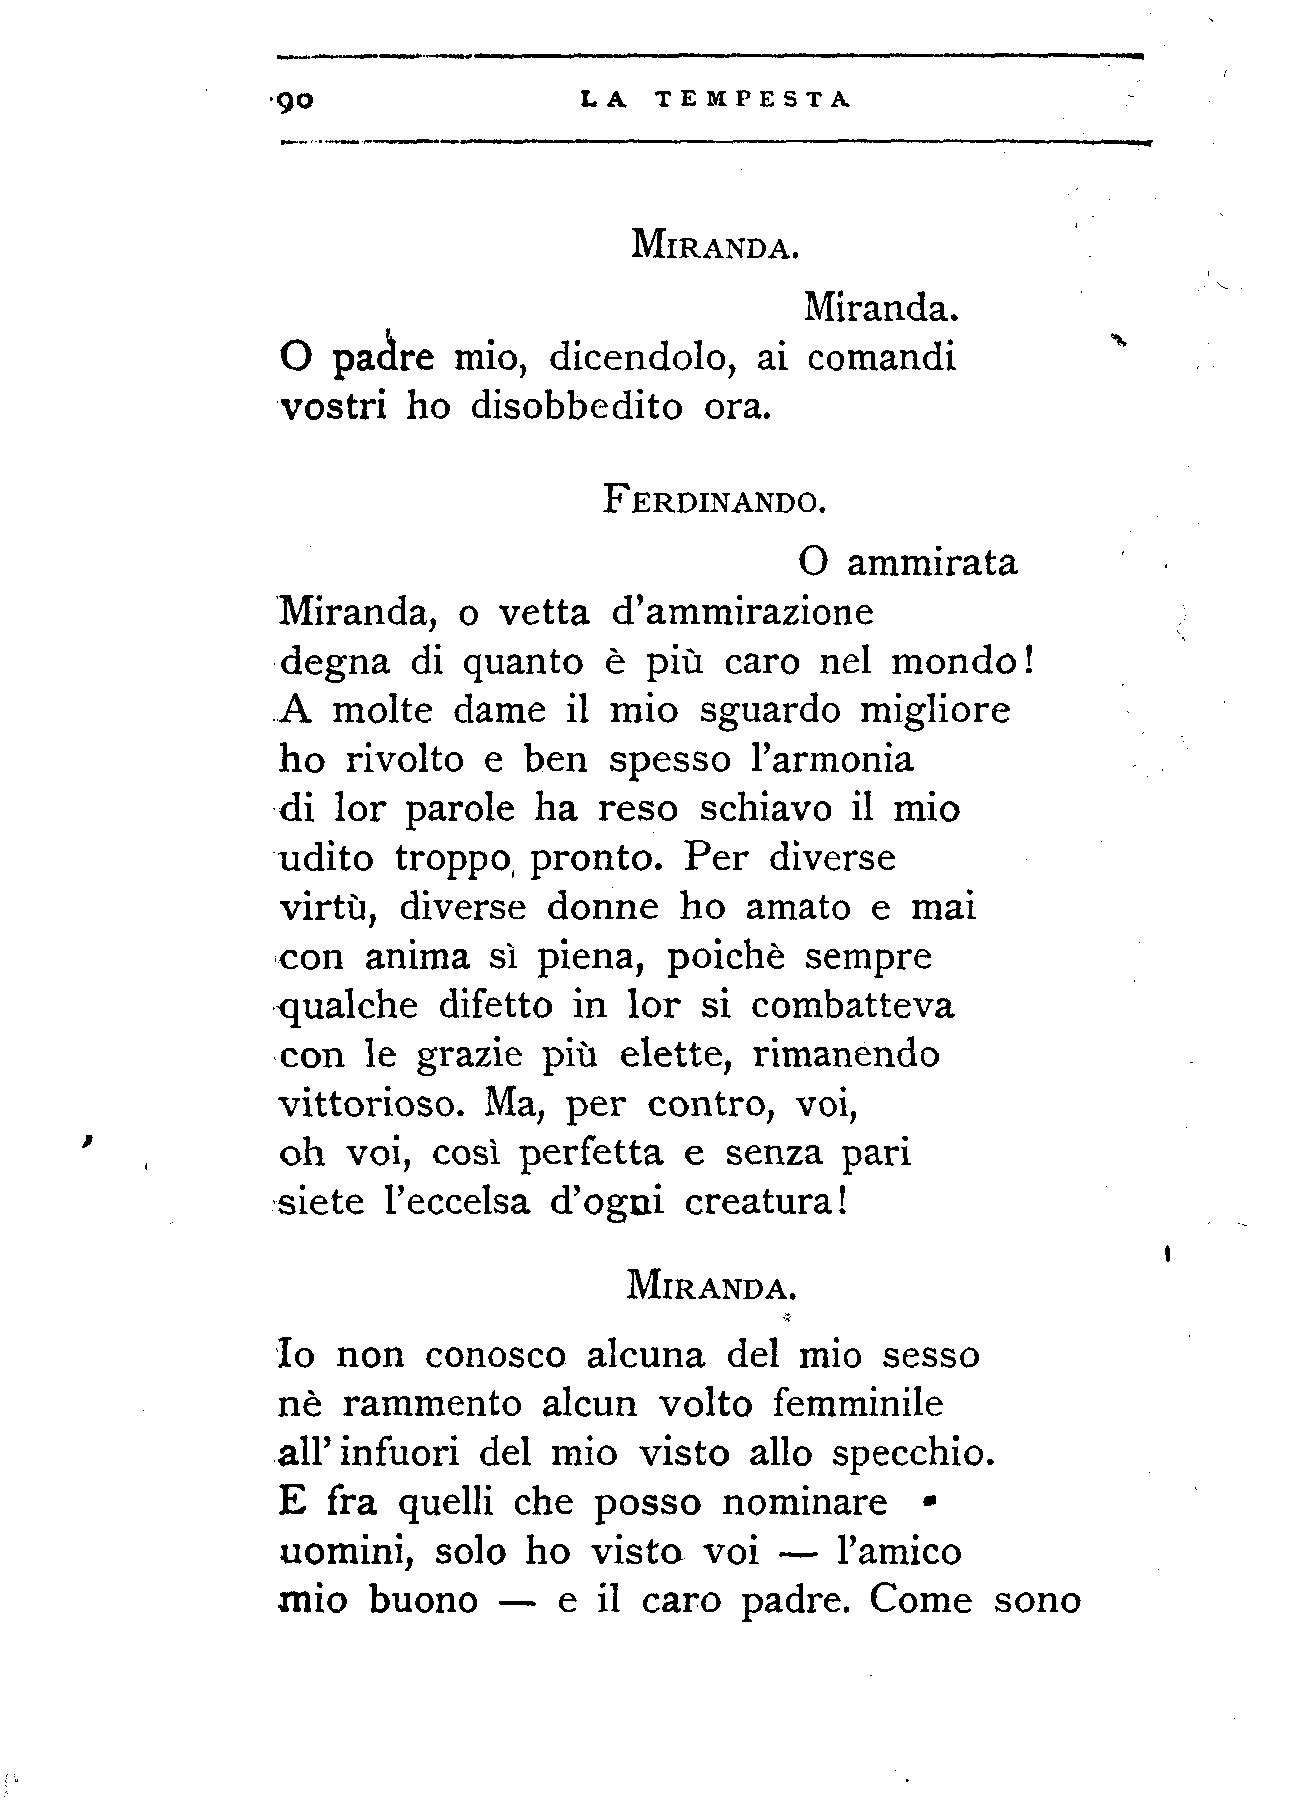 90 LA TEMPESTA
MIRANDA.
Miranda.
O padre mio, dicendolo, ai comandi
vostri ho disobbedito ora.
FERDINANDO.
O ammirata
Miranda, o vetta d'ammirazione
degna di quanto è più caro nel mondo!
A molte dame il mio sguardo migliore
ho rivolto e ben spesso l'armonia
di lor parole ha reso schiavo il mio
udito troppo pronto. Per diverse
virtù, diverse donne ho amato e mai
con anima sì piena, poichè sempre
qualche difetto in lor si combatteva
con le grazie più elette, rimanendo
vittorioso. Ma, per contro, voi,
oh voi, così perfetta e senza pari
siete l'eccelsa d'ogni creatura!
MIRANDA.
Io non conosco alcuna del mio sesso
nè rammento alcun volto femminile
all' infuori del mio visto allo specchio.
E fra quelli che posso nominare
uomini, solo ho visto voi — l'amico
mio buono — e il caro padre. Come sono